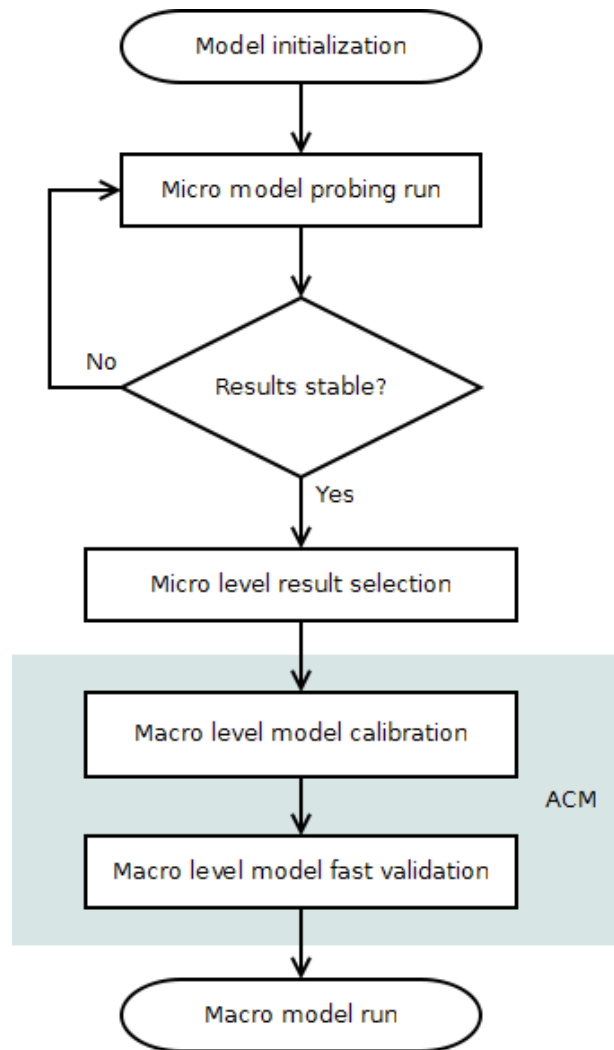 Model initialization
Micro model probing run
No
Results stable?
Yes
Micro level result selection
Macro level model calibration
ACM
Macro level model fast validation
Macro model run